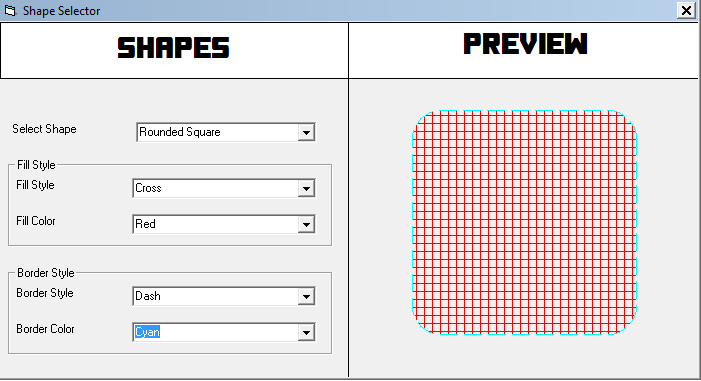 Shape Selector
SHAPES
PREVIEW
Select Shape
Rounded Square
Fill Style
Fill Style
Cross
Fill Color
Red
Border Style
Border Style
Dash
Border Color
Cyan